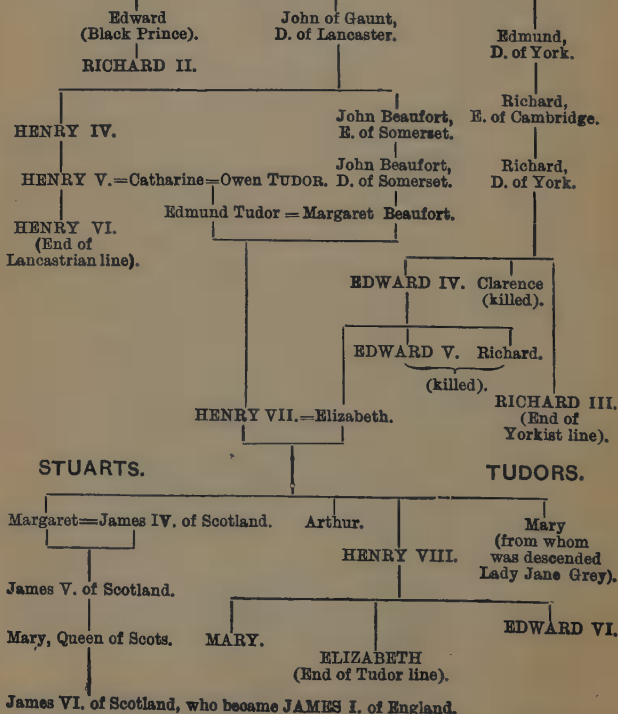 Edward
(Black Prince).
John of Gaunt,
D. of Lancaster.
Edmund,
D. of York.
RICHARD II.
HENRY IV.
John Beaufort,
E. of Somerset.
Richard,
E. of Cambridge.
HENRY V.=Catharine=Owen TUDOR.
John Beaufort,
D. of Somerset.
Richard,
D. of York.
Edmund Tudor = Margaret Beaufort.
HENRY VI.
(End of
Lancastrian line).
EDWARD IV.
Clarence
(killed).
EDWARD V. Richard.
(killed).
RICHARD III.
(End of
Yorkist line).
HENRY VII.=Elizabeth.
STUARTS.
TUDORS.
Margaret=James IV. of Scotland.
Arthur.
HENRY VIII.
Mary
(from whom
was descended
Lady Jane Grey).
James V. of Scotland.
Mary, Queen of Scots.
MARY.
ELIZABETH
(End of Tudor line).
EDWARD VI.
James VI. of Scotland, who became JAMES I. of England.